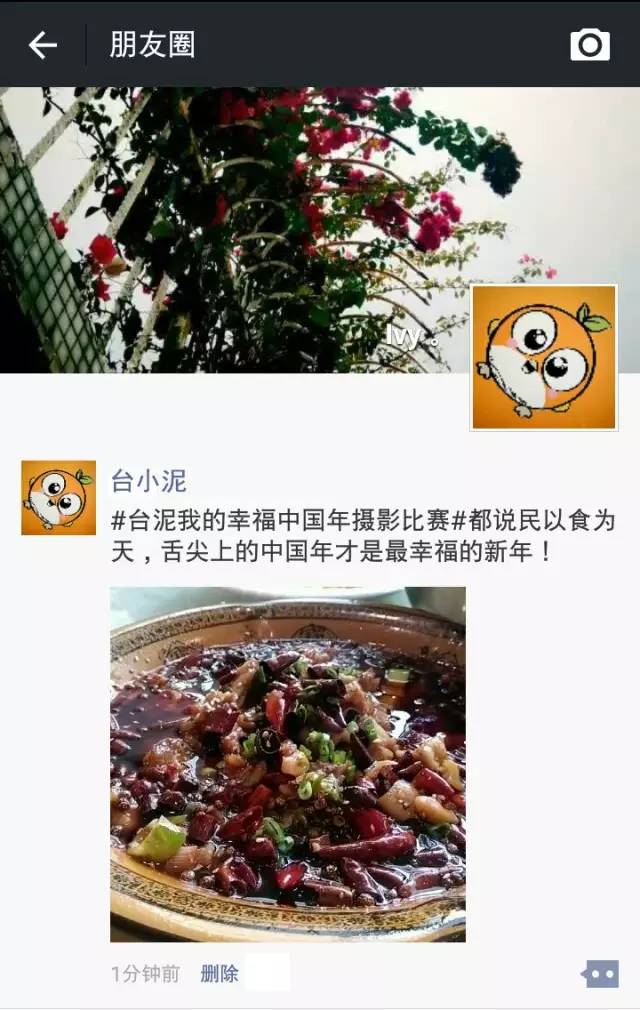 朋友圈
Ivy 。
台小泥
#台泥我的幸福中国年摄影比赛#都说民以食为
天，舌尖上的中国年才是最幸福的新年！
1分钟前 删除